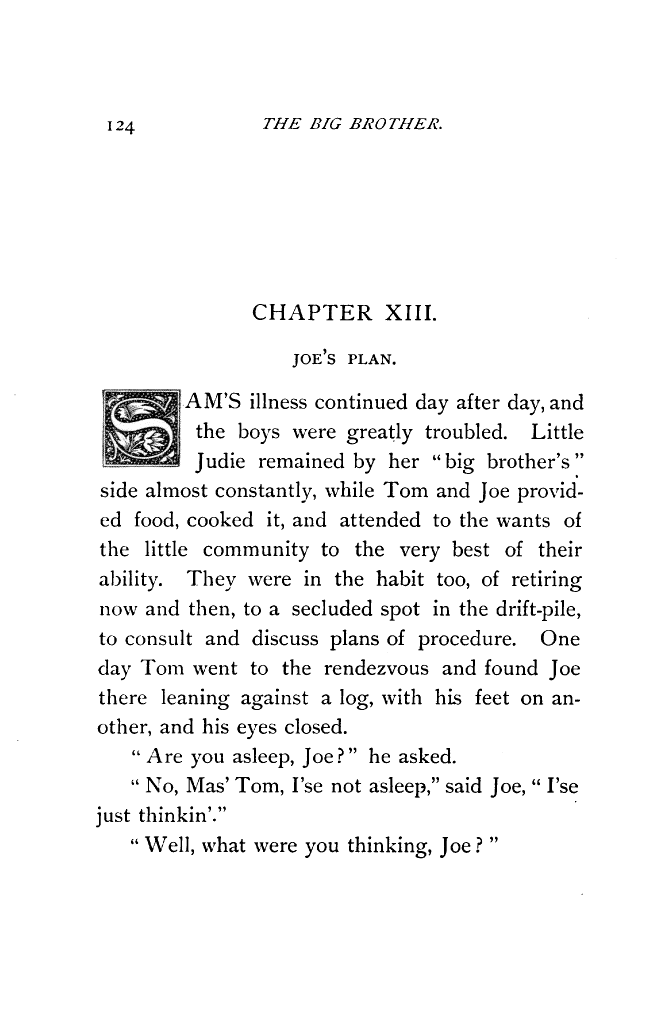 124
THE BIG BROTHER.
CHAPTER XIII.
JOE'S PLAN.
SAM'S illness continued day after day, and
the boys were greatly troubled. Little
Judie remained by her "big brother's"
side almost constantly, while Tom and Joe provid-
ed food, cooked it, and attended to the wants of
the little community to the very best of their
ability. They were in the habit too, of retiring
now and then, to a secluded spot in the drift-pile,
to consult and discuss plans of procedure. One
day Tom went to the rendezvous and found Joe
there leaning against a log, with his feet on an-
other, and his eyes closed.
"Are you asleep, Joe?" he asked.
"No, Mas' Tom, I'se not asleep," said Joe, "I'se
just thinkin'."
"Well, what were you thinking, Joe?"